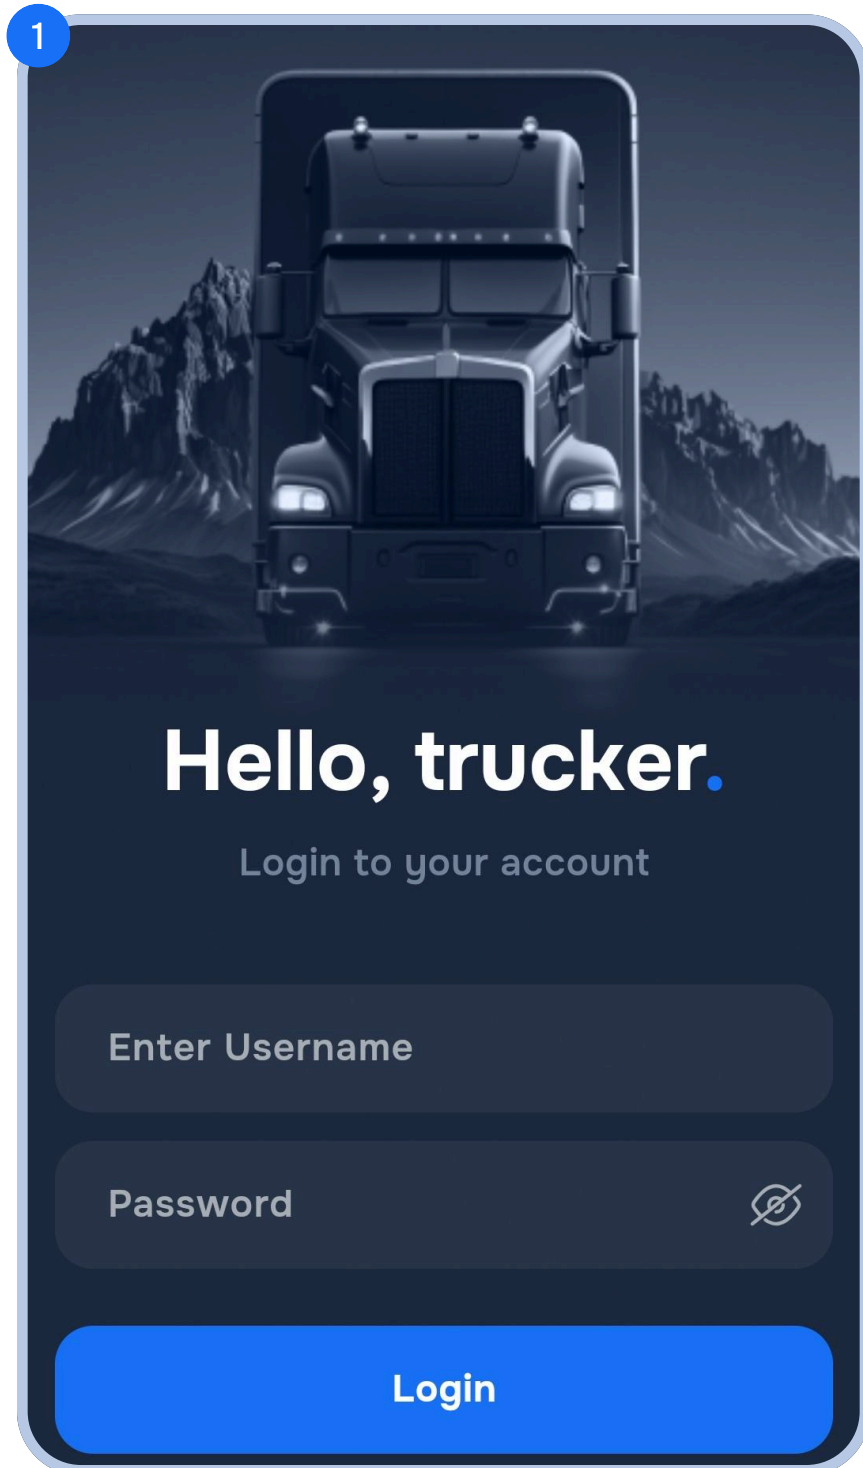 1
Hello, trucker.
Login to your account
Enter Username
Password
Login